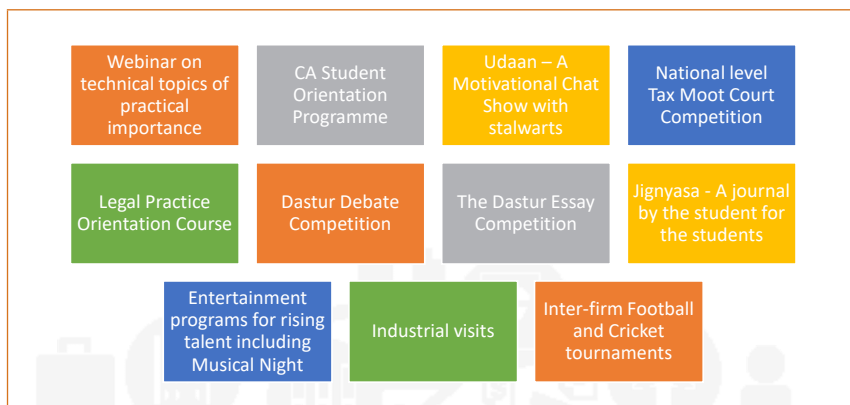 Webinar on
technical topics of
practical
importance
CA Student
Orientation
Programme
Udaan – A
Motivational Chat
Show with
stalwarts
National level
Tax Moot Court
Competition
Legal Practice
Orientation Course
Dastur Debate
Competition
The Dastur Essay
Competition
Jignyasa - A journal
by the student for
the students
Entertainment
programs for rising
talent including
Musical Night
Industrial visits
Inter-firm Football
and Cricket
tournaments